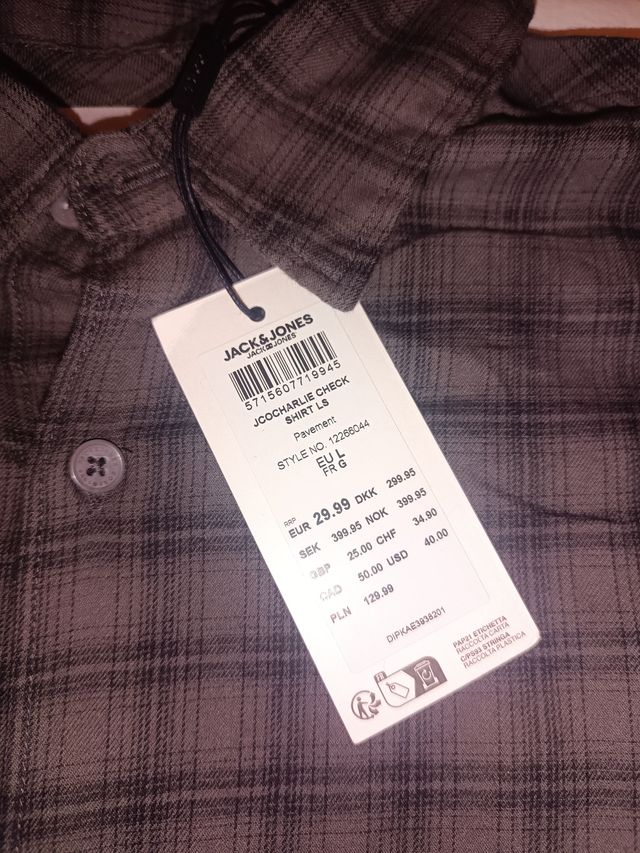 JACK&JONES
JACK&JONES
5715607719945
JCOCHARLIE CHECK
SHIRT LS
Pavement
STYLE NO. 12266044
EU L
FR G
RRP
EUR 29.99 DKK 299.95
SEK 399.95 NOK 399.95
GBP 25.00 CHF 34.90
CAD 50.00 USD 40.00
PLN 129.99
DIPKAE3938201
PAP21 ETICHETTA
RACCOLTA CARTA
C/PS93 STRINGA
RACCOLTA PLASTICA
FR